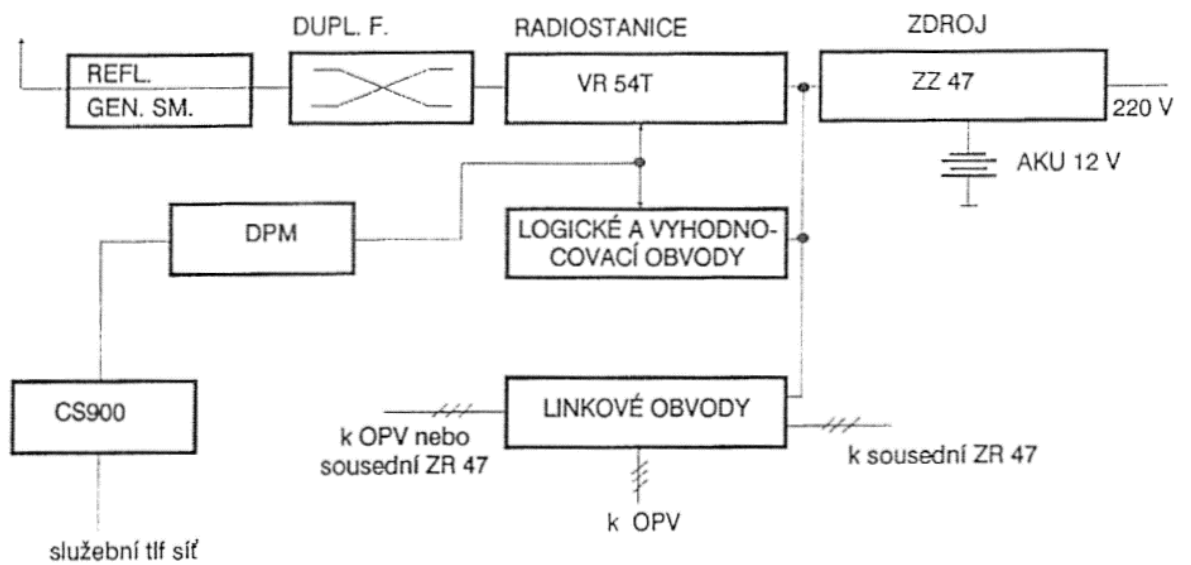 DUPL. F.
RADIOSTANICE
ZDROJ
REFL.
GEN. SM.
VR 54T
ZZ 47
220 V
AKU 12 V
DPM
LOGICKÉ A VYHODNO-
COVACÍ OBVODY
CS900
LINKOVÉ OBVODY
k OPV nebo
sousední ZR 47
k sousední ZR 47
k OPV
služební tlf síť